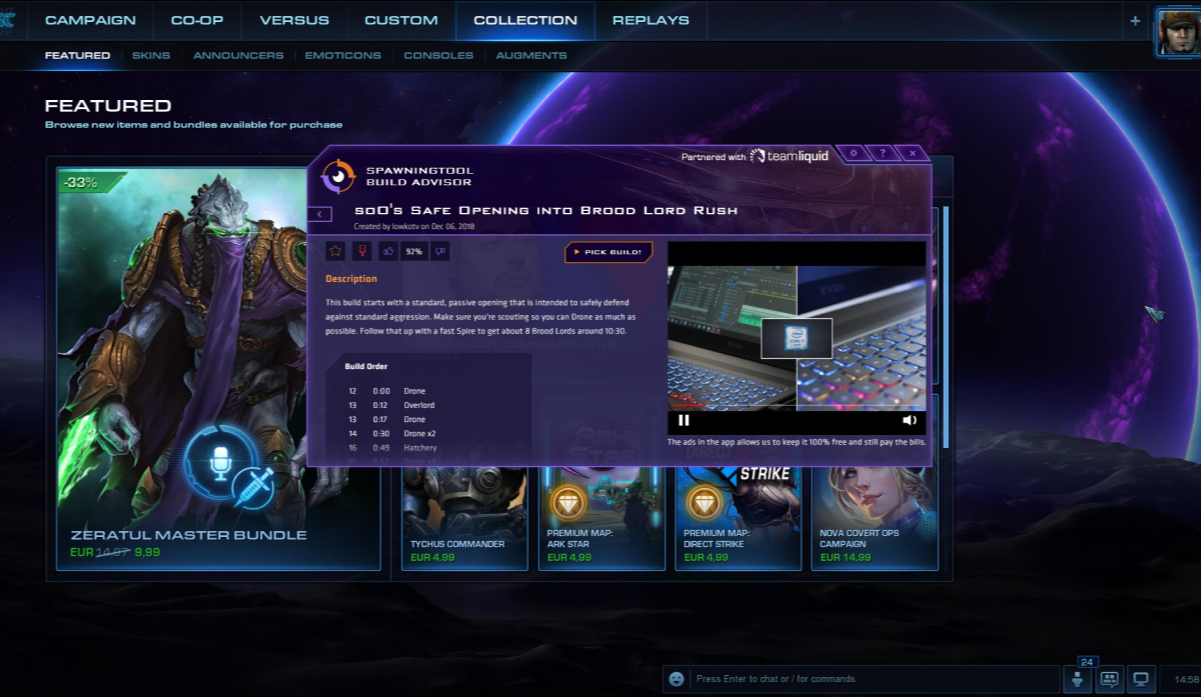 CAMPAIGN CO-OP VERSUS CUSTOM COLLECTION REPLAYS +
FEATURED SKINS ANNOUNCERS EMOTICONS CONSOLES AUGMENTS
FEATURED
Browse new items and bundles available for purchase
-33%
Partnered with teamliquid
? ×
SPAWNINGTOOL
BUILD ADVISOR
<
soO's Safe Opening into Brood Lord Rush
Created by lowkotv on Dec 06, 2018
92%
PICK BUILD!
Description
This build starts with a standard, passive opening that is intended to safely defend
against standard aggression. Make sure you're scouting so you can Drone as much as
possible. Follow that up with a fast Spire to get about 8 Brood Lords around 10:30.
Build Order
12 0:00 Drone
13 0:12 Overlord
13 0:17 Drone
14 0:30 Drone x2
16 0:49 Hatchery
The ads in the app allows us to keep it 100% free and still pay the bills.
ARK
STAR
DIRECT
STRIKE
ZERATUL MASTER BUNDLE
EUR 14,97 9,99
TYCHUS COMMANDER
EUR 4,99
PREMIUM MAP:
ARK STAR
EUR 4,99
PREMIUM MAP:
DIRECT STRIKE
EUR 4,99
NOVA COVERT OPS
CAMPAIGN
EUR 14,99
Press Enter to chat or / for commands
24
14:58